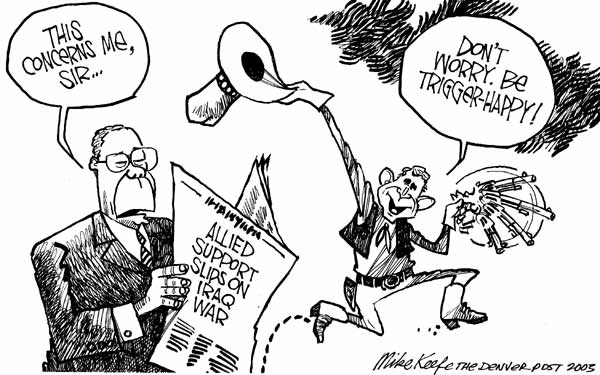 THIS
CONCERNS ME,
SIR...
DON'T
WORRY. BE
TRIGGER-HAPPY!
ALLIED
SUPPORT
SLIPS ON
IRAQ
WAR
Mike Keefe THE DENVER POST 2003